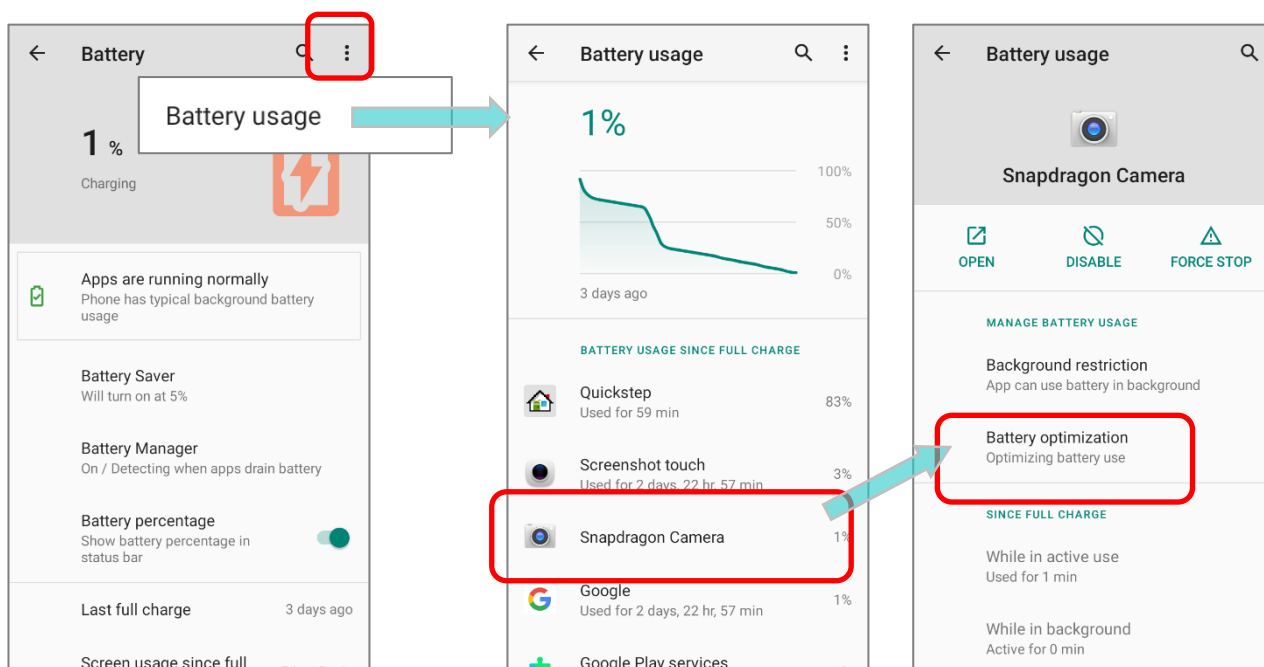 Battery
Battery usage
1 %
Charging
Apps are running normally
Phone has typical background battery
usage
Battery Saver
Will turn on at 5%
Battery Manager
On / Detecting when apps drain battery
Battery percentage
Show battery percentage in
status bar
Last full charge 3 days ago
Screen usage since full
Battery usage
1%
100%
50%
0%
3 days ago
BATTERY USAGE SINCE FULL CHARGE
Quickstep
Used for 59 min 83%
Screenshot touch
Used for 2 days, 22 hr, 57 min 3%
Snapdragon Camera 1%
Google
Used for 2 days, 22 hr, 57 min 1%
Google Play services
Battery usage
Snapdragon Camera
OPEN DISABLE FORCE STOP
MANAGE BATTERY USAGE
Background restriction
App can use battery in background
Battery optimization
Optimizing battery use
SINCE FULL CHARGE
While in active use
Used for 1 min
While in background
Active for 0 min